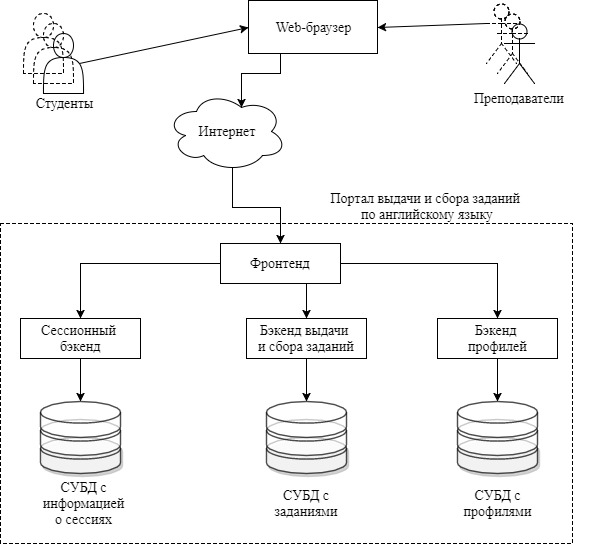 Web-браузер
Студенты
Преподаватели
Интернет
Портал выдачи и сбора заданий
по английскому языку
Фронтенд
Сессионный
бэкенд
Бэкенд выдачи
и сбора заданий
Бэкенд
профилей
СУБД с
информацией
о сессиях
СУБД с
заданиями
СУБД с
профилями